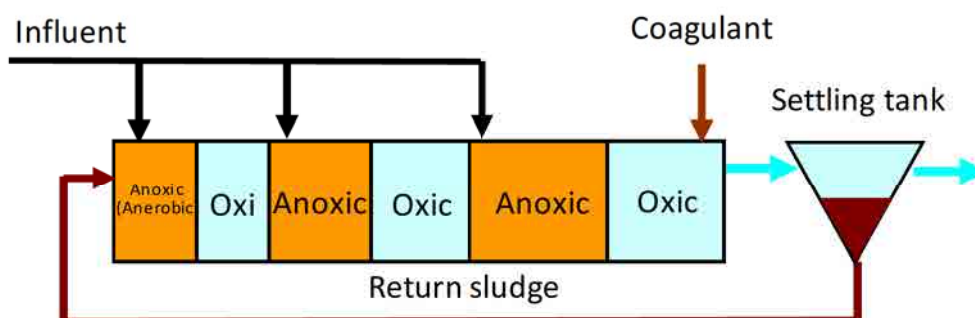 Influent
Coagulant
Settling tank
Anoxic
(Anerobic
Oxi
Anoxic
Oxic
Anoxic
Oxic
Return sludge